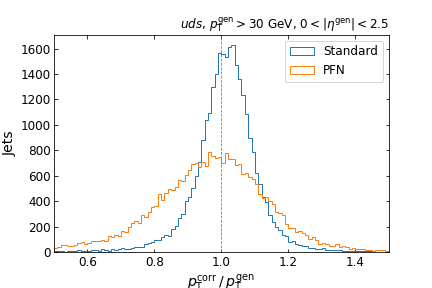 uds, p_T^gen > 30 GeV, 0 < |η^gen| < 2.5
Standard
PFN
1600
1400
1200
1000
800
600
400
200
0
Jets
0.6 0.8 1.0 1.2 1.4
p_T^corr / p_T^gen